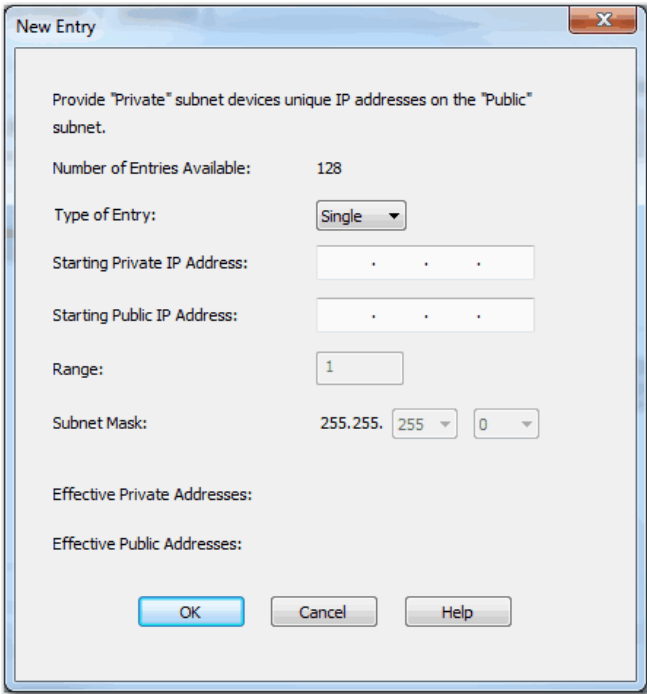 New Entry
Provide "Private" subnet devices unique IP addresses on the "Public"
subnet.
Number of Entries Available: 128
Type of Entry: Single
Starting Private IP Address: . . .
Starting Public IP Address: . . .
Range: 1
Subnet Mask: 255.255. 255 0
Effective Private Addresses:
Effective Public Addresses:
OK Cancel Help